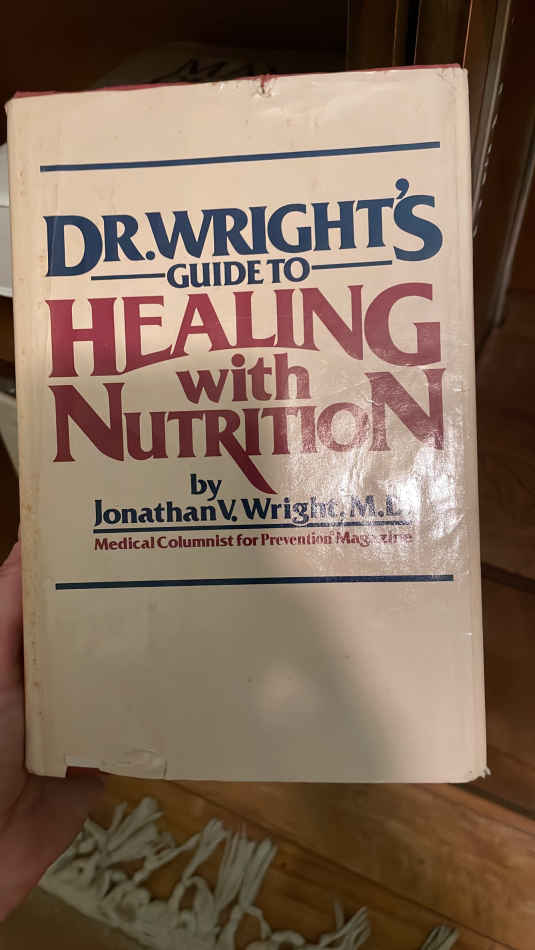 DR. WRIGHT'S
GUIDE TO
HEALING
with
NUTRITION
by
Jonathan V. Wright, M.D.
Medical Columnist for Prevention® Magazine